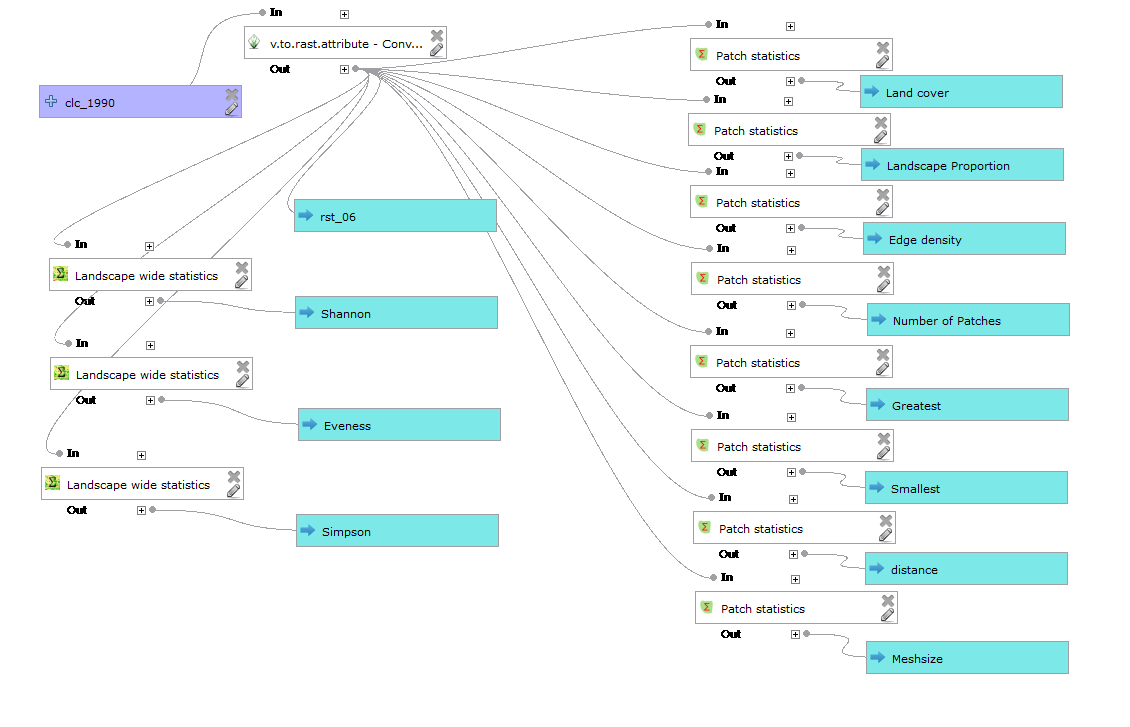 In
v.to.rast.attribute - Conv...
Out
clc_1990
In
Patch statistics
Out
Land cover
In
Patch statistics
Out
Landscape Proportion
In
Patch statistics
Out
Edge density
In
Patch statistics
Out
Number of Patches
In
Patch statistics
Out
Greatest
In
Patch statistics
Out
Smallest
In
Patch statistics
Out
distance
In
Patch statistics
Out
Meshsize
rst_06
In
Landscape wide statistics
Out
Shannon
In
Landscape wide statistics
Out
Eveness
In
Landscape wide statistics
Out
Simpson